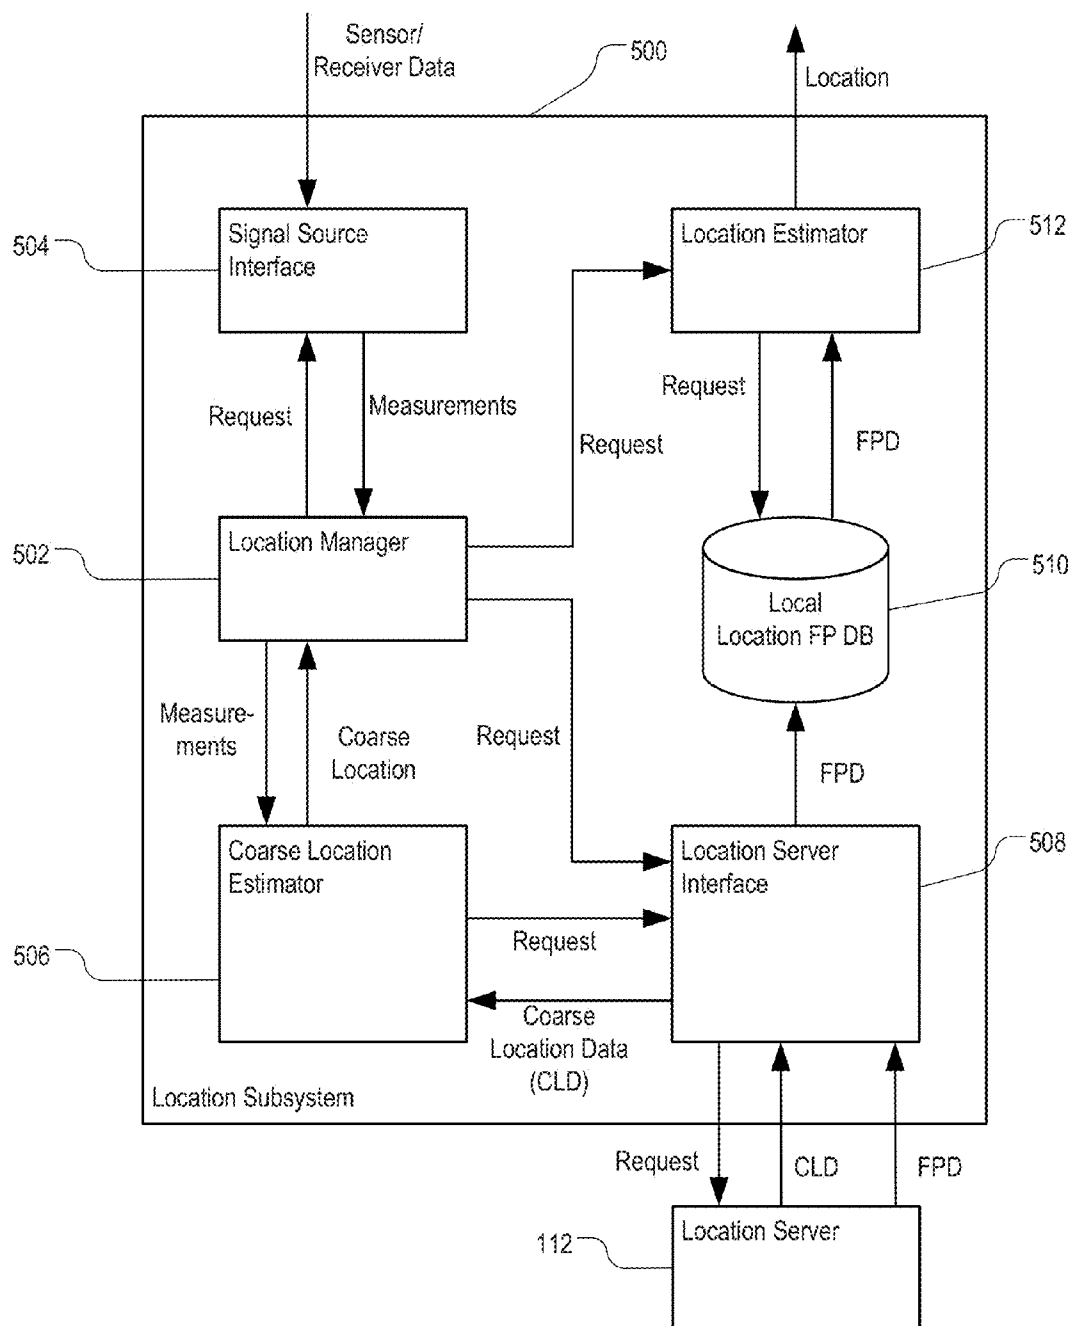 Sensor/
Receiver Data
500
Location
504
Signal Source
Interface
Location Estimator
512
Request
Measurements
Request
Request
FPD
502
Location Manager
510
Local
Location FP DB
Measure-
ments
Coarse
Location
Request
FPD
Coarse Location
Estimator
Location Server
Interface
508
506
Request
Coarse
Location Data
(CLD)
Location Subsystem
Request
CLD
FPD
112
Location Server